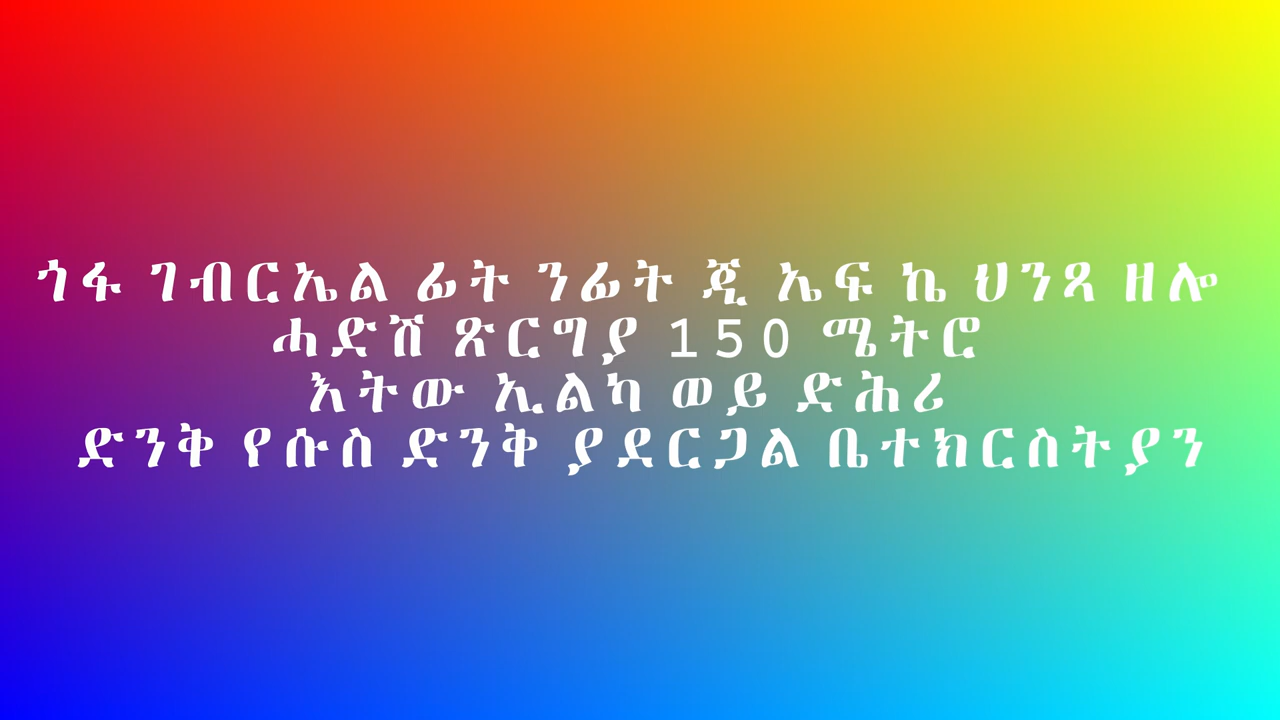 ጎፋ ገብርኤል ፊት ንፊት ጂ ኤፍ ኬ ህንጻ ዘሎ
ሓድሽ ጽርግያ 150 ሜትሮ
እትው ኢልካ ወይ ድሕሪ
ድንቅ የሱስ ድንቅ ያደርጋል ቤተክርስትያን